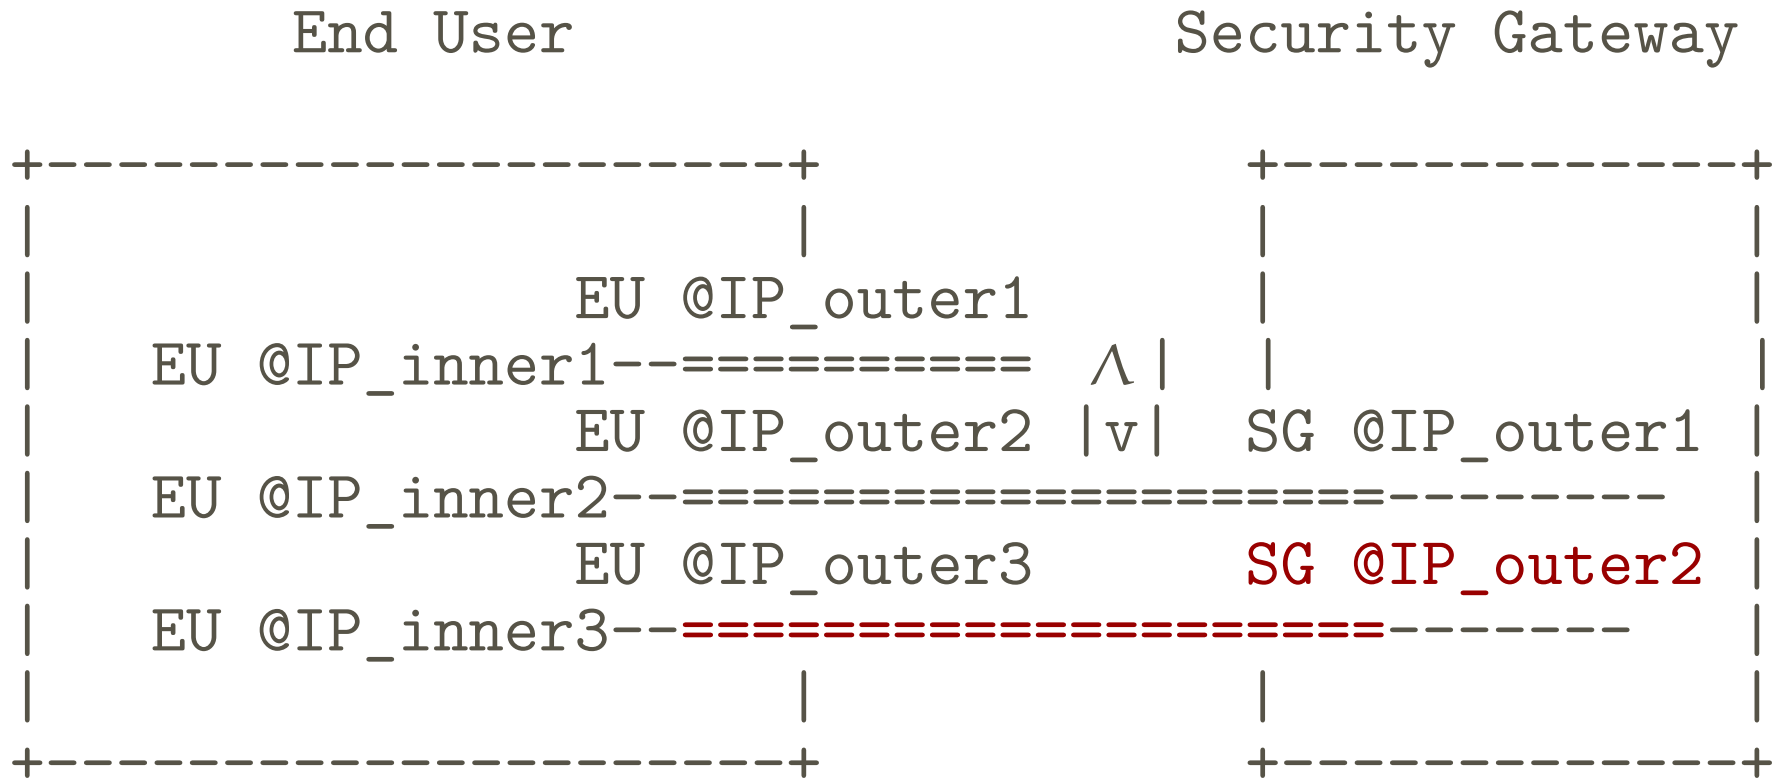 End User                 Security Gateway
+---------------------+            +-------------+
|                     |            |             |
|               EU @IP_outer1      |             |
|   EU @IP_inner1--==========  ^|  |             |
|               EU @IP_outer2 |v|  SG @IP_outer1 |
|   EU @IP_inner2--====================--------  |
|               EU @IP_outer3      SG @IP_outer2 |
|   EU @IP_inner3--====================-------   |
|                     |            |             |
+---------------------+            +-------------+